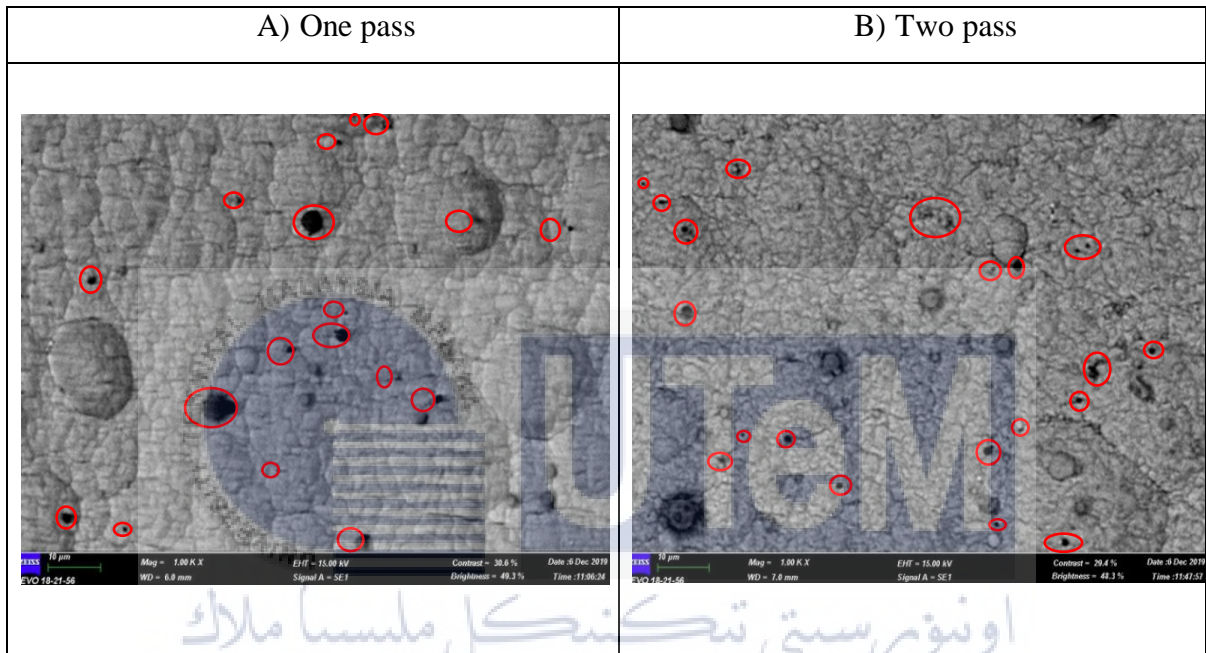 A) One pass
B) Two pass
UTeM
10 µm
Mag = 1.00 K X
EHT = 15.00 kV
Contrast = 30.6 %
Date :6 Dec 2019
ZEISS
EVO 18-21-56
WD = 6.0 mm
Signal A = SE1
Brightness = 49.3 %
Time :11:06:24
10 µm
Mag = 1.00 K X
EHT = 15.00 kV
Contrast = 29.4 %
Date :6 Dec 2019
ZEISS
EVO 18-21-56
WD = 7.0 mm
Signal A = SE1
Brightness = 48.3 %
Time :11:47:57
اونيۏرسيتي تيكنيكل مليسيا ملاك